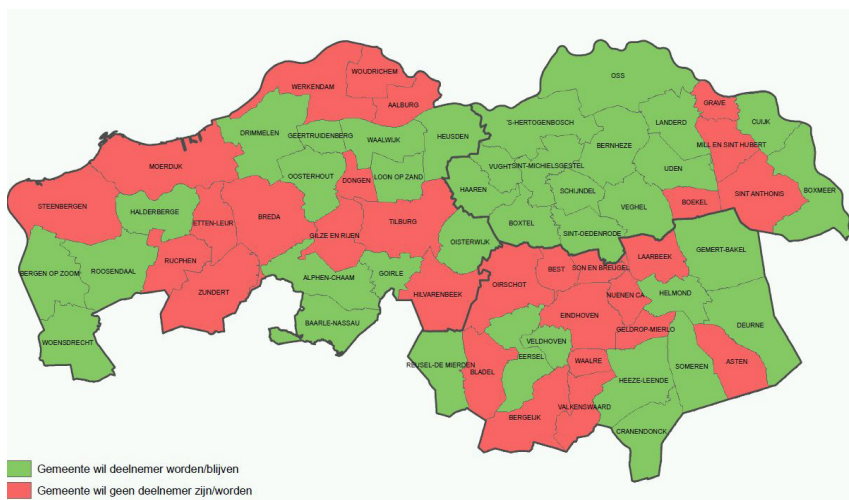 WOUDRICHEM
WERKENDAM
AALBURG
OSS
GRAVE
DRIMMELEN
GEERTRUIDENBERG
WAALWIJK
HEUSDEN
'S-HERTOGENBOSCH
LANDERD
CUIJK
BERNHEZE
MILL EN SINT HUBERT
MOERDIJK
OOSTERHOUT
DONGEN
LOON OP ZAND
VUGHT
SINT-MICHIELSGESTEL
UDEN
HAAREN
SCHIJNDEL
SINT ANTHONIS
BOXMEER
STEENBERGEN
HALDERBERGE
ETTEN-LEUR
BREDA
TILBURG
VEGHEL
BOEKEL
GILZE EN RIJEN
BOXTEL
SINT-OEDENRODE
OISTERWIJK
BERGEN OP ZOOM
ROOSENDAAL
RUCPHEN
ALPHEN-CHAAM
GOIRLE
LAARBEEK
GEMERT-BAKEL
ZUNDERT
HILVARENBEEK
OIRSCHOT
BEST
SON EN BREUGEL
NUENEN CA
HELMOND
BAARLE-NASSAU
EINDHOVEN
GELDROP-MIERLO
DEURNE
WOENSDRECHT
VELDHOVEN
EERSEL
WAALRE
REUSEL-DE MIERDEN
BLADEL
SOMEREN
ASTEN
HEEZE-LEENDE
VALKENSWAARD
BERGEIJK
CRANENDONCK
Gemeente wil deelnemer worden/blijven
Gemeente wil geen deelnemer zijn/worden